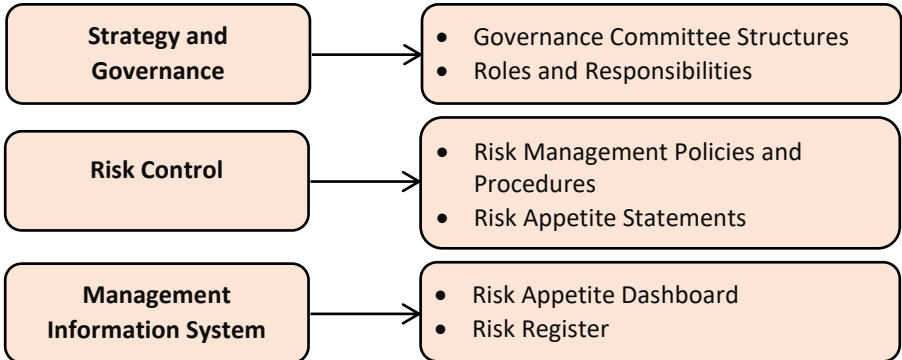 Strategy and
Governance
• Governance Committee Structures
• Roles and Responsibilities
Risk Control
• Risk Management Policies and
Procedures
• Risk Appetite Statements
Management
Information System
• Risk Appetite Dashboard
• Risk Register